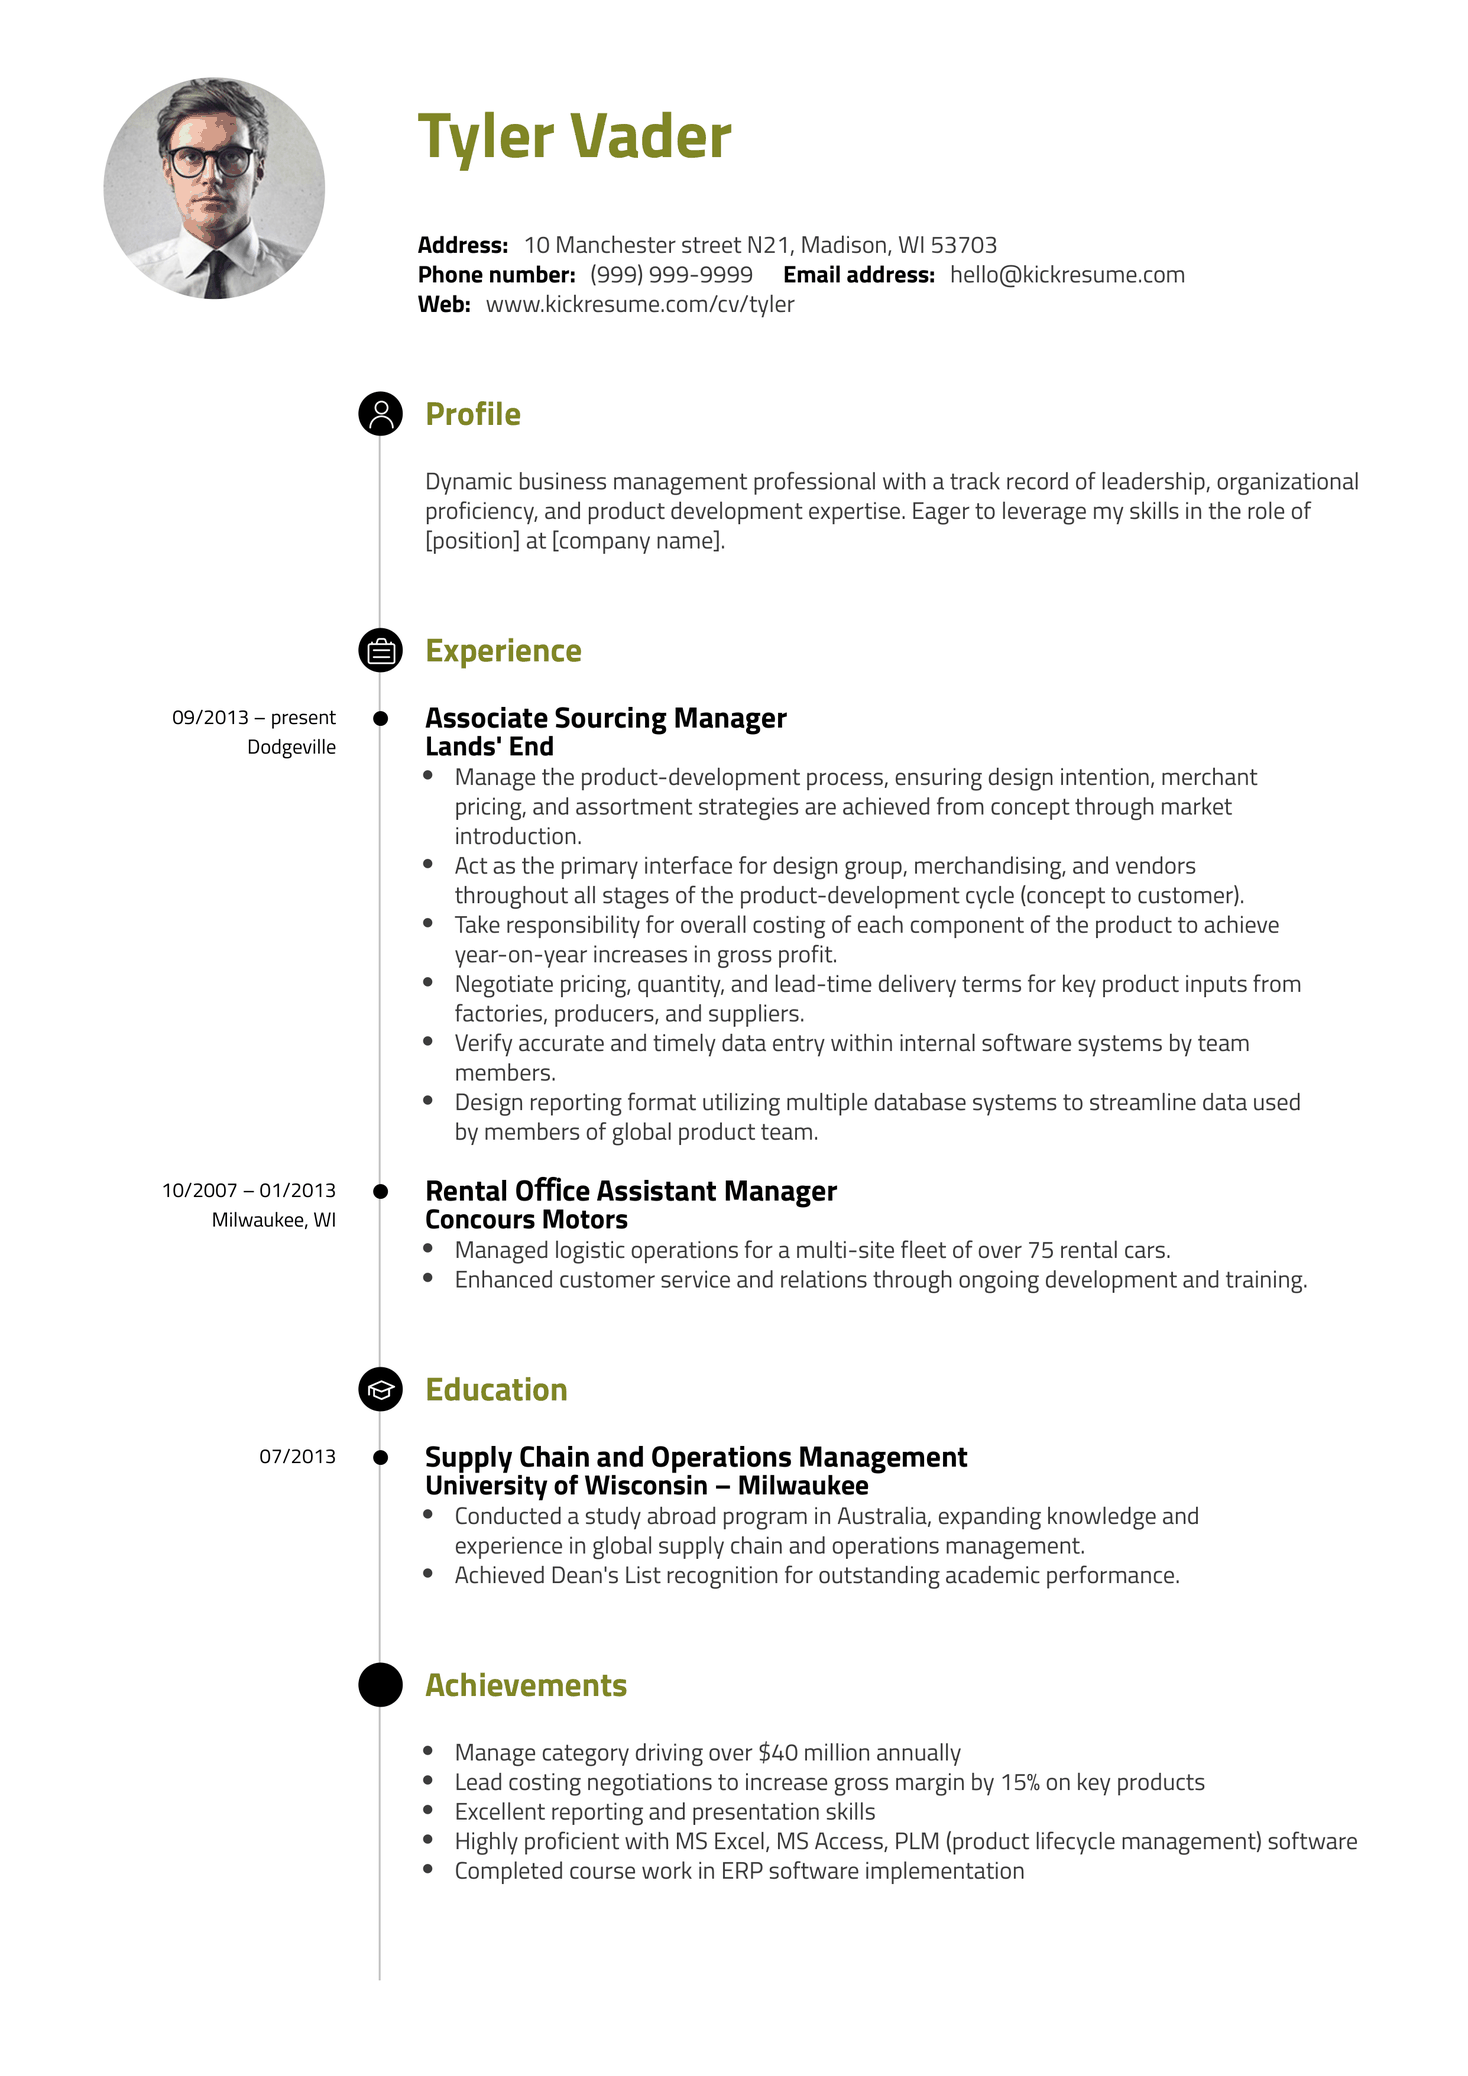 Tyler Vader
Address: 10 Manchester street N21, Madison, WI 53703
Phone number: (999) 999-9999 Email address: hello@kickresume.com
Web: www.kickresume.com/cv/tyler
Profile
Dynamic business management professional with a track record of leadership, organizational
proficiency, and product development expertise. Eager to leverage my skills in the role of
[position] at [company name].
Experience
09/2013 – present
Dodgeville
Associate Sourcing Manager
Lands' End
• Manage the product-development process, ensuring design intention, merchant
pricing, and assortment strategies are achieved from concept through market
introduction.
• Act as the primary interface for design group, merchandising, and vendors
throughout all stages of the product-development cycle (concept to customer).
• Take responsibility for overall costing of each component of the product to achieve
year-on-year increases in gross profit.
• Negotiate pricing, quantity, and lead-time delivery terms for key product inputs from
factories, producers, and suppliers.
• Verify accurate and timely data entry within internal software systems by team
members.
• Design reporting format utilizing multiple database systems to streamline data used
by members of global product team.
10/2007 – 01/2013
Milwaukee, WI
Rental Office Assistant Manager
Concours Motors
• Managed logistic operations for a multi-site fleet of over 75 rental cars.
• Enhanced customer service and relations through ongoing development and training.
Education
07/2013
Supply Chain and Operations Management
University of Wisconsin – Milwaukee
• Conducted a study abroad program in Australia, expanding knowledge and
experience in global supply chain and operations management.
• Achieved Dean's List recognition for outstanding academic performance.
Achievements
• Manage category driving over $40 million annually
• Lead costing negotiations to increase gross margin by 15% on key products
• Excellent reporting and presentation skills
• Highly proficient with MS Excel, MS Access, PLM (product lifecycle management) software
• Completed course work in ERP software implementation